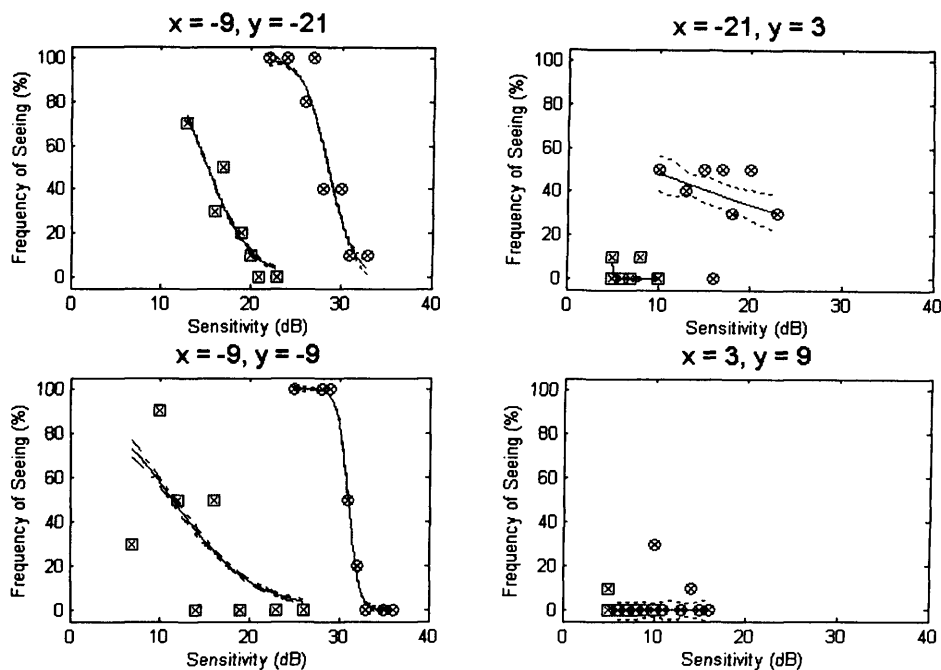 x = -9, y = -21
Frequency of Seeing (%)
100
80
60
40
20
0
0 10 20 30 40
Sensitivity (dB)
x = -21, y = 3
Frequency of Seeing (%)
100
80
60
40
20
0
0 10 20 30 40
Sensitivity (dB)
x = -9, y = -9
Frequency of Seeing (%)
100
80
60
40
20
0
0 10 20 30 40
Sensitivity (dB)
x = 3, y = 9
Frequency of Seeing (%)
100
80
60
40
20
0
0 10 20 30 40
Sensitivity (dB)